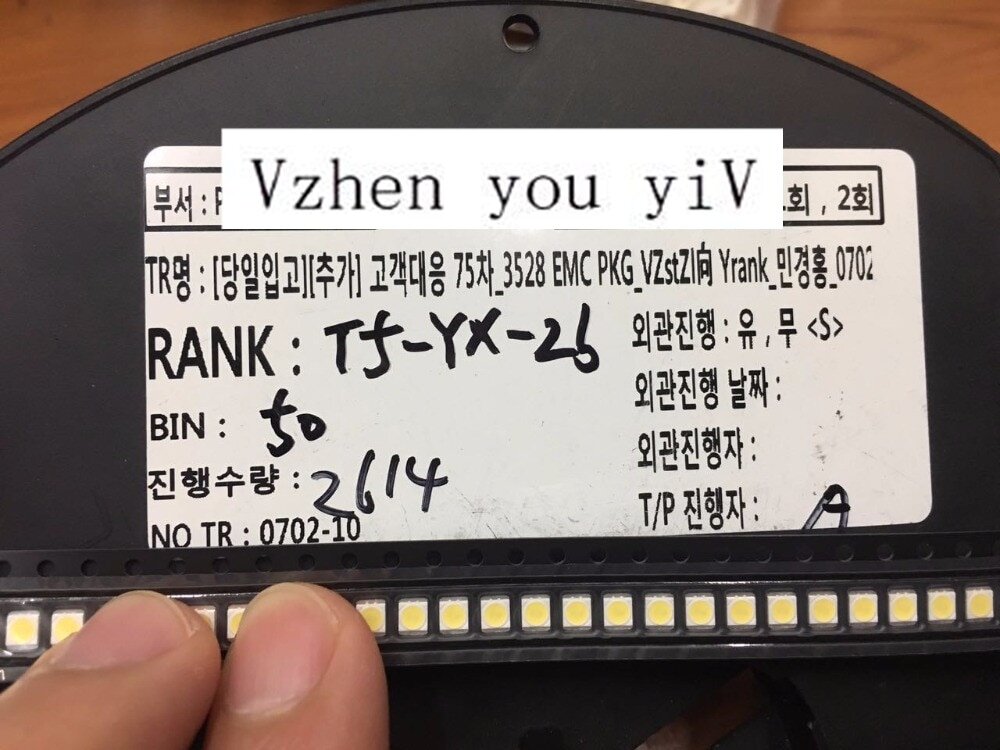 Vzhen you yiV
부서 : P 회 , 2회
TR명 : [당일입고][추가] 고객대응 75차_3528 EMC PKG_VZstZI向 Yrank_민경홍_0702
RANK : T5-YX-26
외관진행 : 유 , 무 <S>
BIN : 50
외관진행 날짜 :
진행수량 : 2614
외관진행자 :
NO TR : 0702-10
T/P 진행자 :